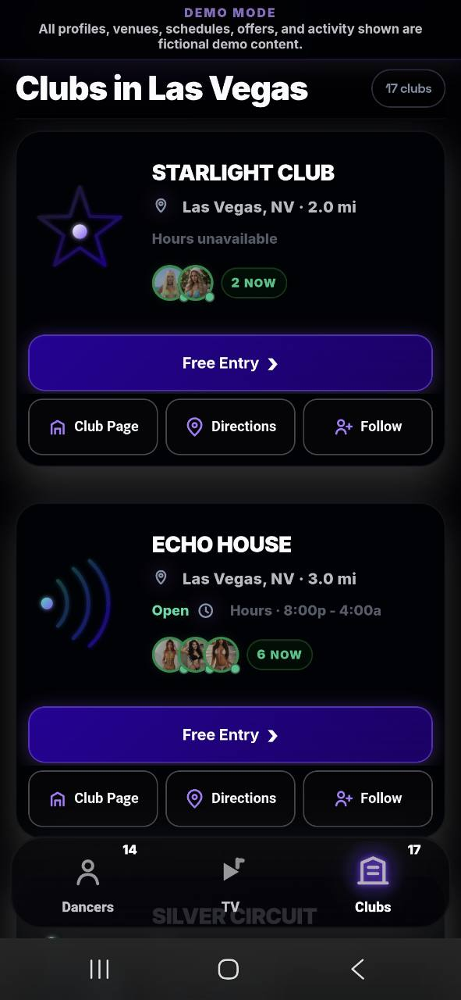 DEMO MODE
All profiles, venues, schedules, offers, and activity shown are
fictional demo content.
Clubs in Las Vegas
17 clubs
STARLIGHT CLUB
Las Vegas, NV · 2.0 mi
Hours unavailable
2 NOW
Free Entry ❯
Club Page
Directions
Follow
ECHO HOUSE
Las Vegas, NV · 3.0 mi
Open Hours · 8:00p - 4:00a
6 NOW
Free Entry ❯
Club Page
Directions
Follow
14
17
Dancers
TV
Clubs
SILVER CIRCUIT